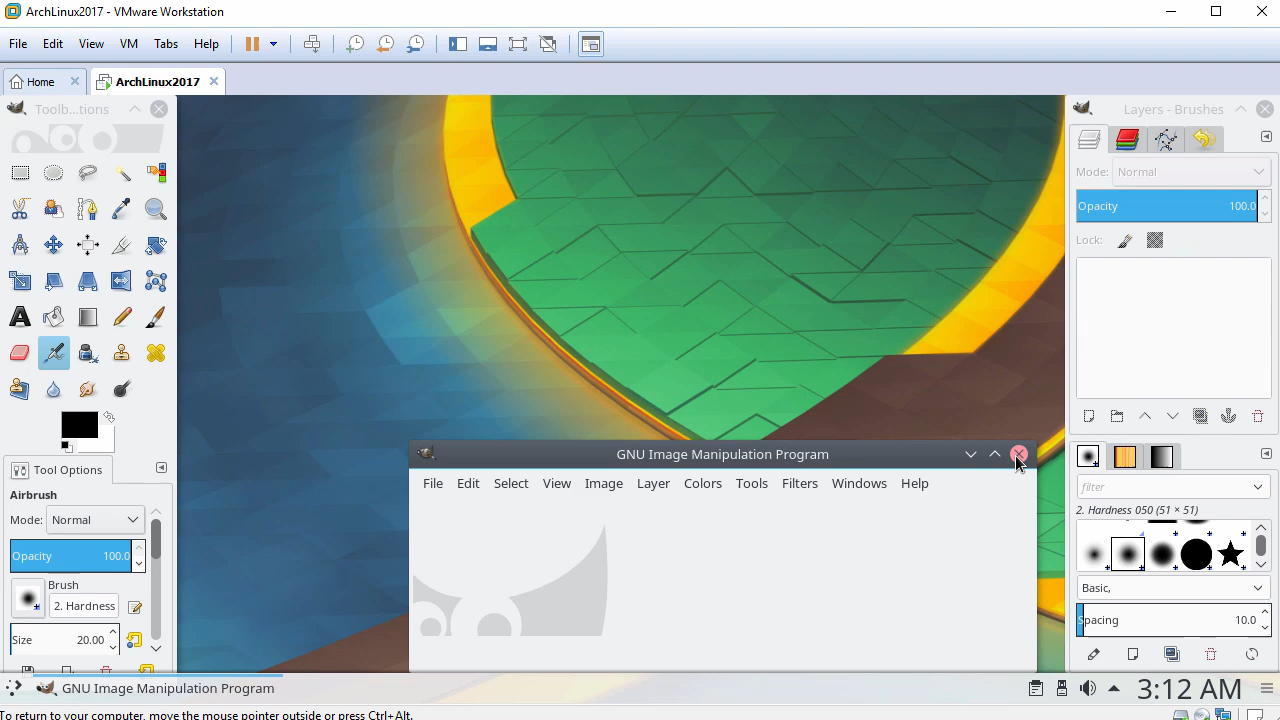 ArchLinux2017 - VMware Workstation
File Edit View VM Tabs Help
Home ArchLinux2017
Toolb...tions
Layers - Brushes
Mode: Normal
Opacity 100.0
Lock:
Tool Options
Airbrush
Mode: Normal
Opacity 100.0
Brush
2. Hardness
Size 20.00
GNU Image Manipulation Program
File Edit Select View Image Layer Colors Tools Filters Windows Help
filter
2. Hardness 050 (51 × 51)
Basic,
Spacing 10.0
GNU Image Manipulation Program
3:12 AM
To return to your computer, move the mouse pointer outside or press Ctrl+Alt.